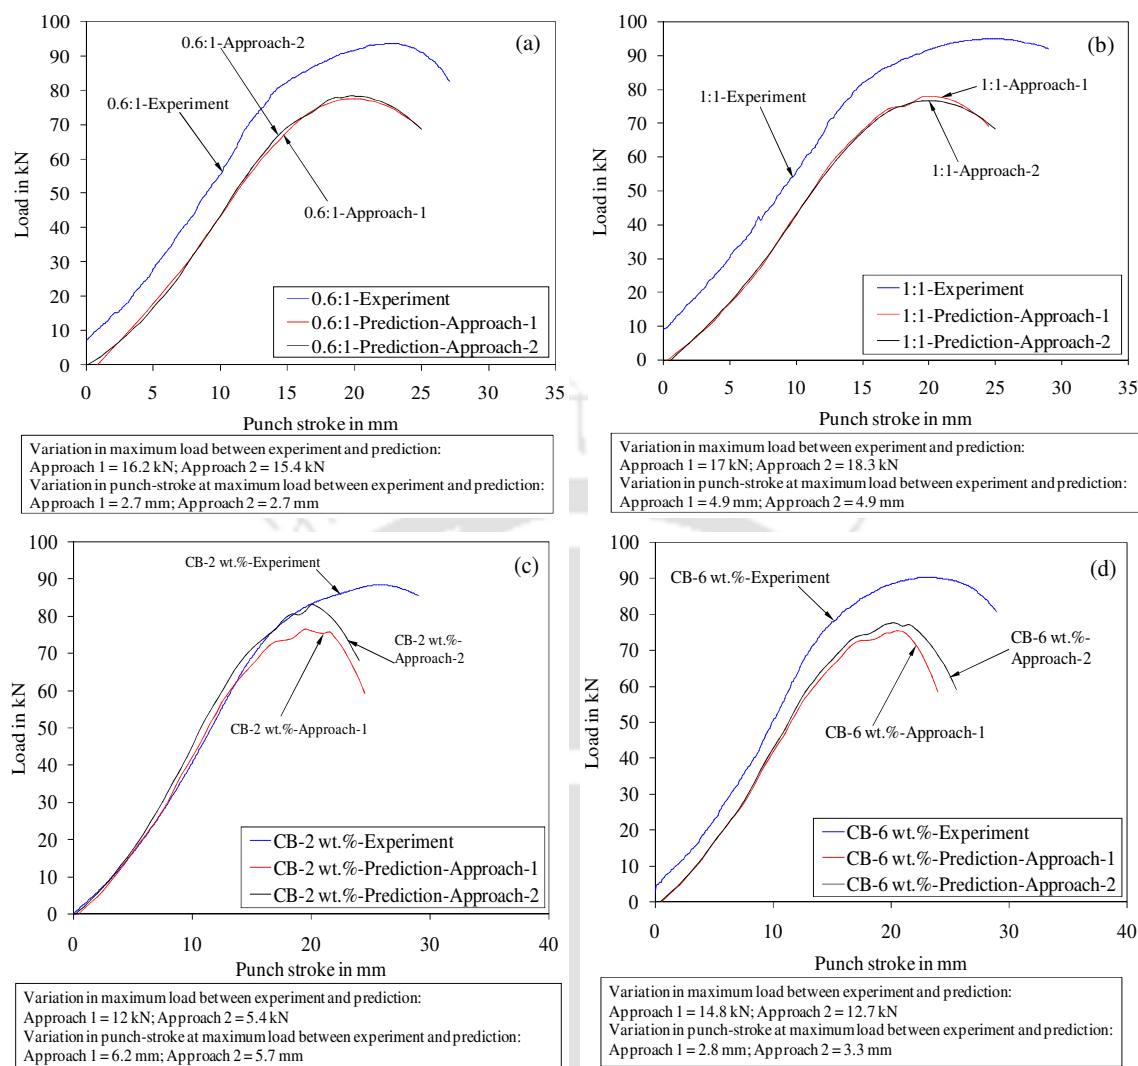 (a)
100
90
80
70
60
50
40
30
20
10
0
Load in kN
0.6:1-Approach-2
0.6:1-Experiment
0.6:1-Approach-1
0.6:1-Experiment
0.6:1-Prediction-Approach-1
0.6:1-Prediction-Approach-2
0 5 10 15 20 25 30 35
Punch stroke in mm
Variation in maximum load between experiment and prediction:
Approach 1 = 16.2 kN; Approach 2 = 15.4 kN
Variation in punch-stroke at maximum load between experiment and prediction:
Approach 1 = 2.7 mm; Approach 2 = 2.7 mm
(b)
100
90
80
70
60
50
40
30
20
10
0
Load in kN
1:1-Approach-1
1:1-Experiment
1:1-Approach-2
1:1-Experiment
1:1-Prediction-Approach-1
1:1-Prediction-Approach-2
0 5 10 15 20 25 30 35
Punch stroke in mm
Variation in maximum load between experiment and prediction:
Approach 1 = 17 kN; Approach 2 = 18.3 kN
Variation in punch-stroke at maximum load between experiment and prediction:
Approach 1 = 4.9 mm; Approach 2 = 4.9 mm
(c)
100
90
80
70
60
50
40
30
20
10
0
Load in kN
CB-2 wt.%-Experiment
CB-2 wt.%-
Approach-2
CB-2 wt.%-Approach-1
CB-2 wt.%-Experiment
CB-2 wt.%-Prediction-Approach-1
CB-2 wt.%-Prediction-Approach-2
0 10 20 30 40
Punch stroke in mm
Variation in maximum load between experiment and prediction:
Approach 1 = 12 kN; Approach 2 = 5.4 kN
Variation in punch-stroke at maximum load between experiment and prediction:
Approach 1 = 6.2 mm; Approach 2 = 5.7 mm
(d)
100
90
80
70
60
50
40
30
20
10
0
Load in kN
CB-6 wt.%-Experiment
CB-6 wt.%-
Approach-2
CB-6 wt.%-Approach-1
CB-6 wt.%-Experiment
CB-6 wt.%-Prediction-Approach-1
CB-6 wt.%-Prediction-Approach-2
0 10 20 30 40
Punch stroke in mm
Variation in maximum load between experiment and prediction:
Approach 1 = 14.8 kN; Approach 2 = 12.7 kN
Variation in punch-stroke at maximum load between experiment and prediction:
Approach 1 = 2.8 mm; Approach 2 = 3.3 mm